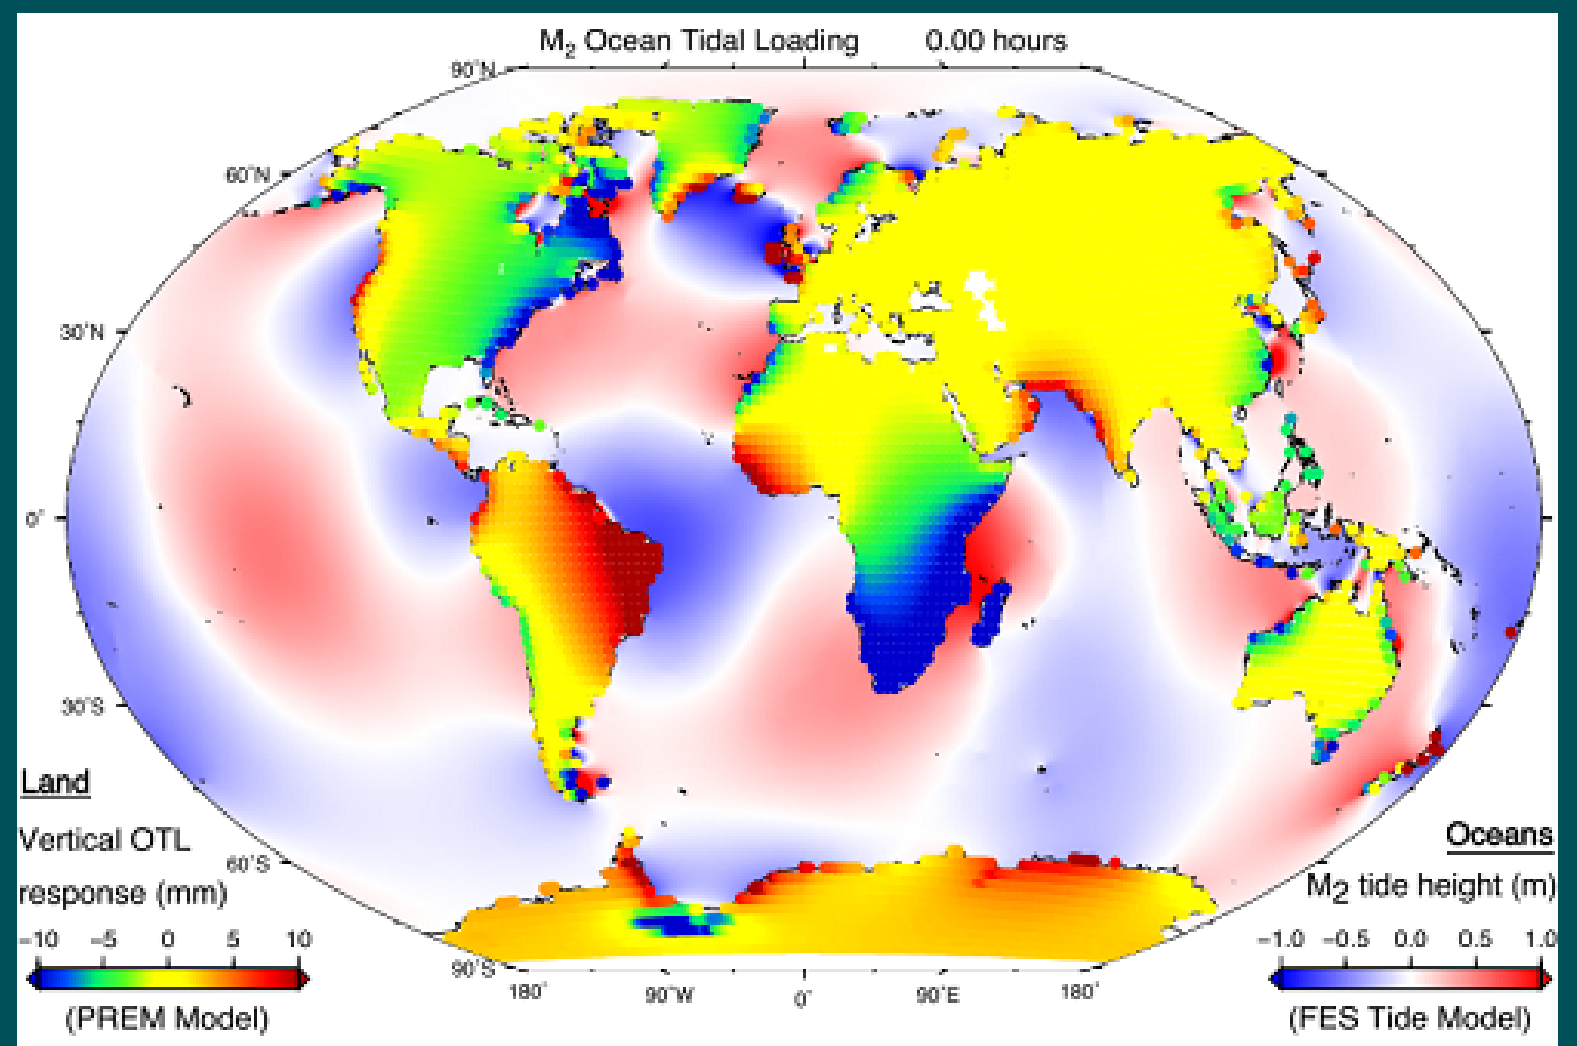 M2 Ocean Tidal Loading 0.00 hours
90°N
60°N
30°N
0°
30°S
60°S
90°S
180° 90°W 0° 90°E 180°
Land
Vertical OTL
response (mm)
−10 −5 0 5 10
(PREM Model)
Oceans
M2 tide height (m)
−1.0 −0.5 0.0 0.5 1.0
(FES Tide Model)